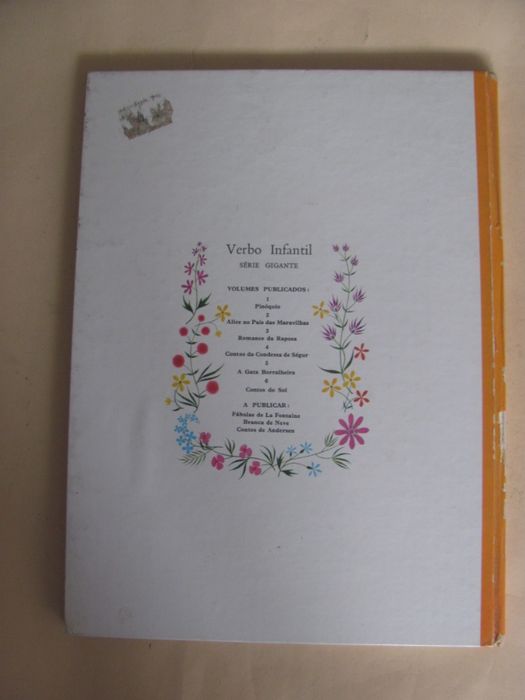 Verbo Infantil
SÉRIE GIGANTE
VOLUMES PUBLICADOS:
1
Pinóquio
2
Alice no País das Maravilhas
3
Romance da Raposa
4
Contos da Condessa de Ségur
5
A Gata Borralheira
6
Contos do Sol
A PUBLICAR:
Fábulas de La Fontaine
Branca de Neve
Contos de Andersen